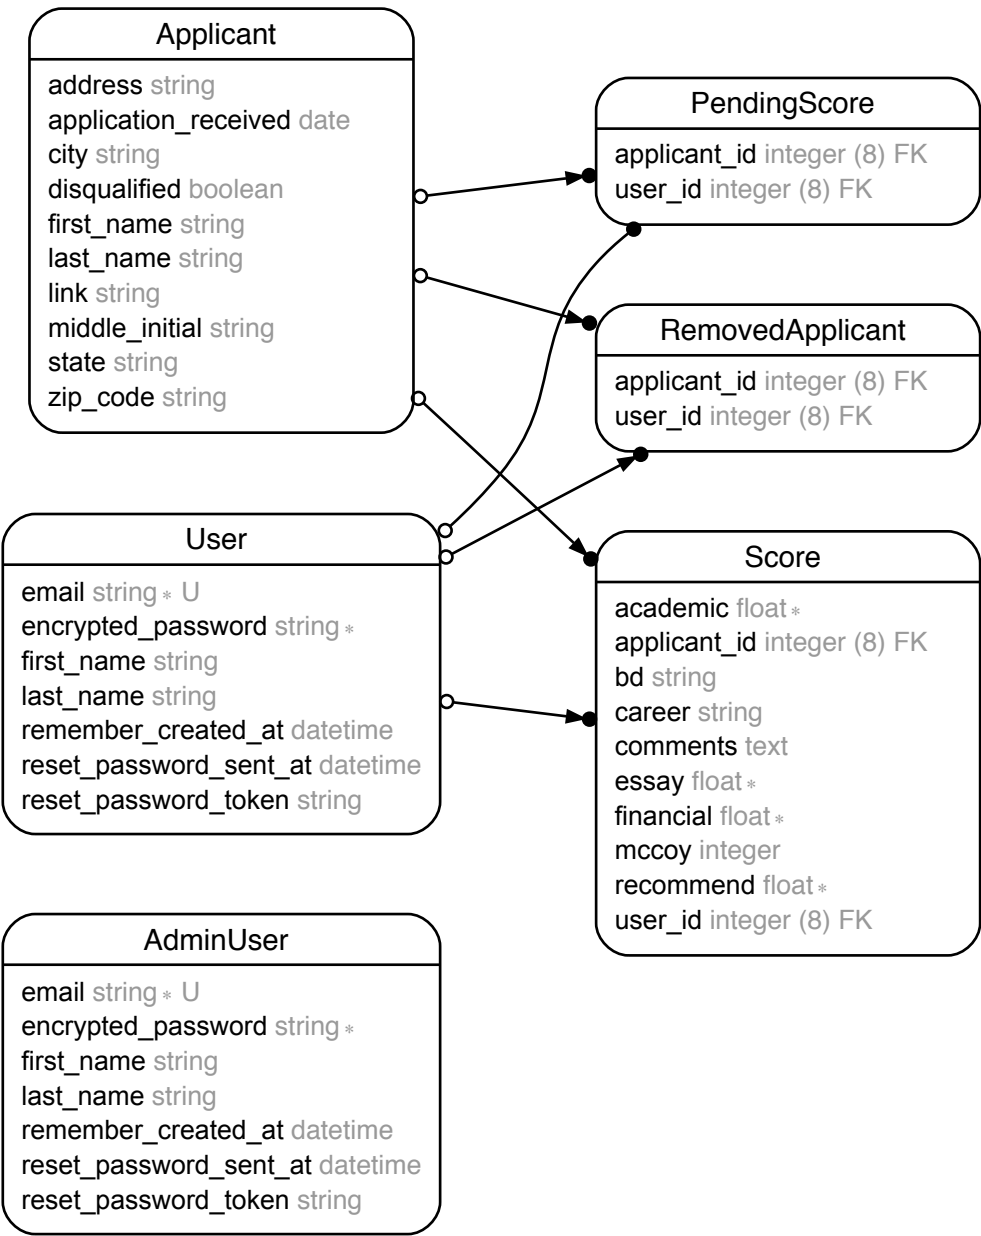 Applicant
address string
application_received date
city string
disqualified boolean
first_name string
last_name string
link string
middle_initial string
state string
zip_code string
PendingScore
applicant_id integer (8) FK
user_id integer (8) FK
RemovedApplicant
applicant_id integer (8) FK
user_id integer (8) FK
User
email string * U
encrypted_password string *
first_name string
last_name string
remember_created_at datetime
reset_password_sent_at datetime
reset_password_token string
Score
academic float *
applicant_id integer (8) FK
bd string
career string
comments text
essay float *
financial float *
mccoy integer
recommend float *
user_id integer (8) FK
AdminUser
email string * U
encrypted_password string *
first_name string
last_name string
remember_created_at datetime
reset_password_sent_at datetime
reset_password_token string